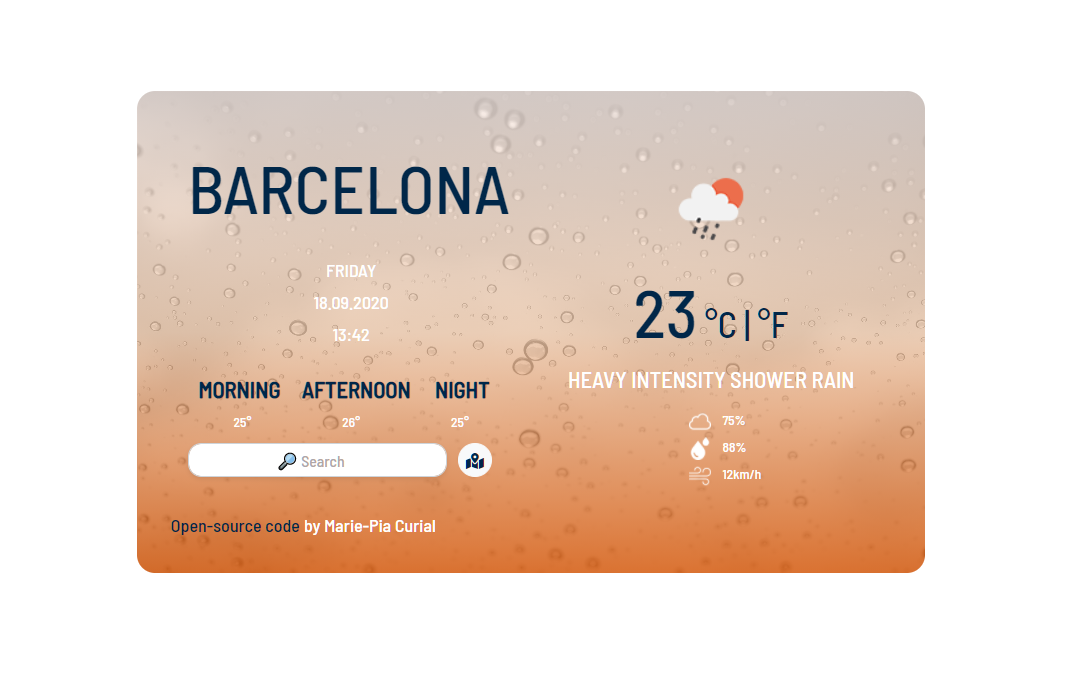 BARCELONA
FRIDAY
18.09.2020
13:42
MORNING AFTERNOON NIGHT
25° 26° 25°
Search
Open-source code by Marie-Pia Curial
23 °C | °F
HEAVY INTENSITY SHOWER RAIN
75%
88%
12km/h